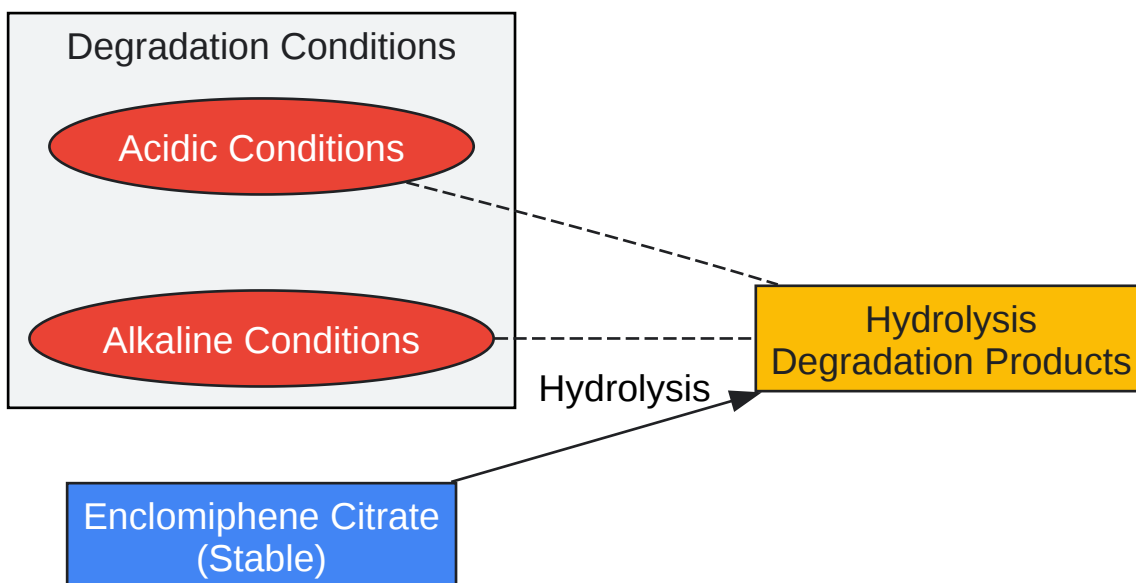 Degradation Conditions
Acidic Conditions
Alkaline Conditions
Hydrolysis
Degradation Products
Hydrolysis
Enclomiphene Citrate
(Stable)